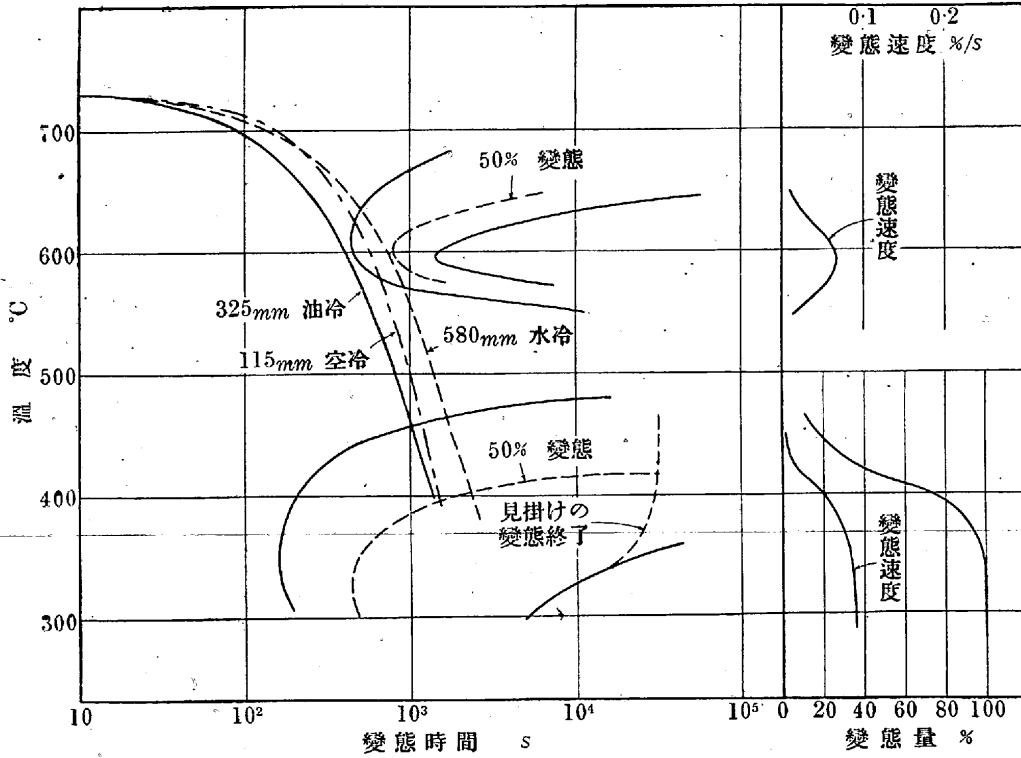 0·1 0·2
變態速度 %/s
700
600
500
400
300
溫度 °C
50% 變態
325mm 油冷
115mm 空冷
580mm 水冷
50% 變態
見掛けの
變態終了
變態速度
變態速度
10 10² 10³ 10⁴ 10⁵ 0 20 40 60 80 100
變態時間 s
變態量 %